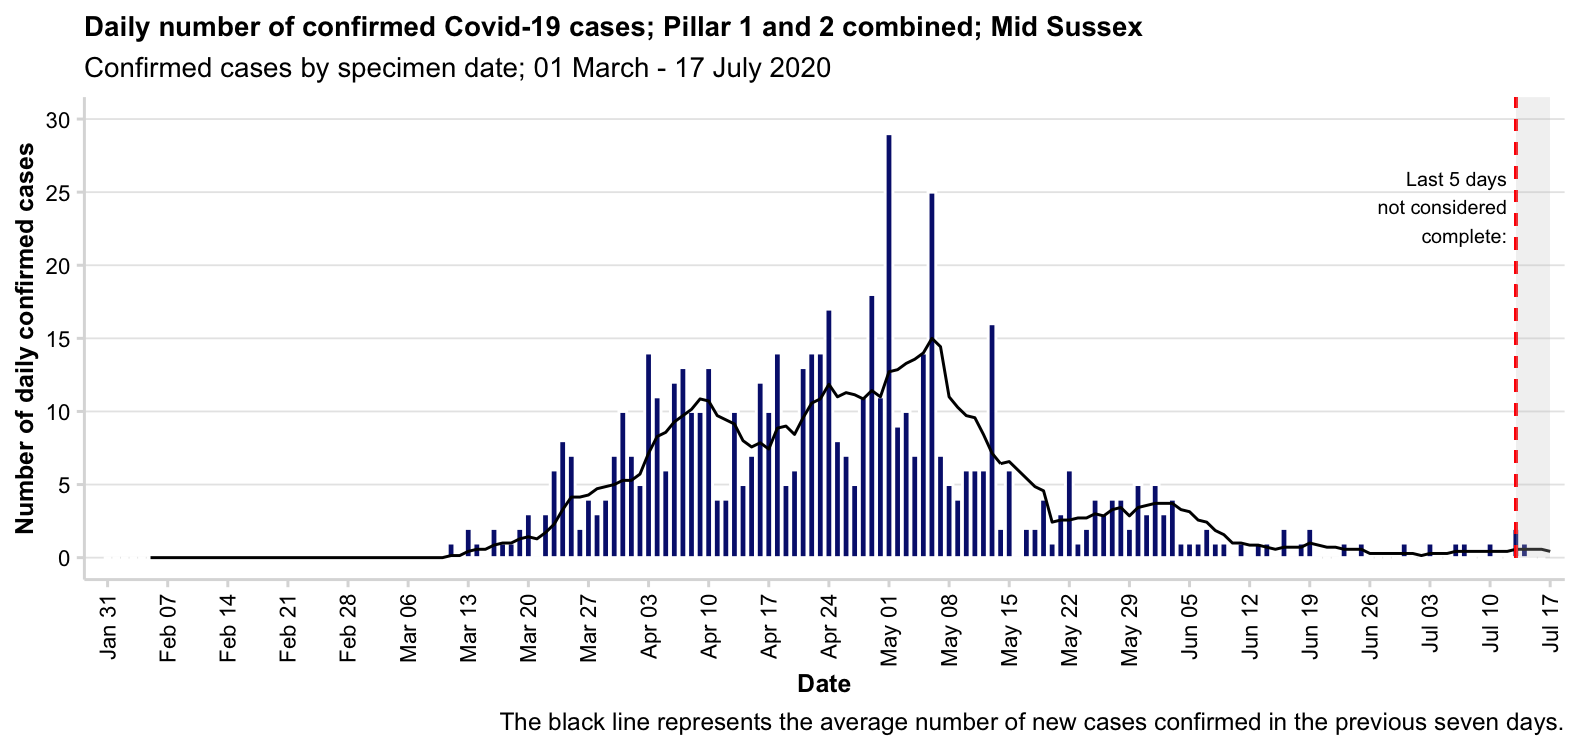 Daily number of confirmed Covid-19 cases; Pillar 1 and 2 combined; Mid Sussex
Confirmed cases by specimen date; 01 March - 17 July 2020
Number of daily confirmed cases
30
25
20
15
10
5
0
Last 5 days
not considered
complete:
Jan 31
Feb 07
Feb 14
Feb 21
Feb 28
Mar 06
Mar 13
Mar 20
Mar 27
Apr 03
Apr 10
Apr 17
Apr 24
May 01
May 08
May 15
May 22
May 29
Jun 05
Jun 12
Jun 19
Jun 26
Jul 03
Jul 10
Jul 17
Date
The black line represents the average number of new cases confirmed in the previous seven days.